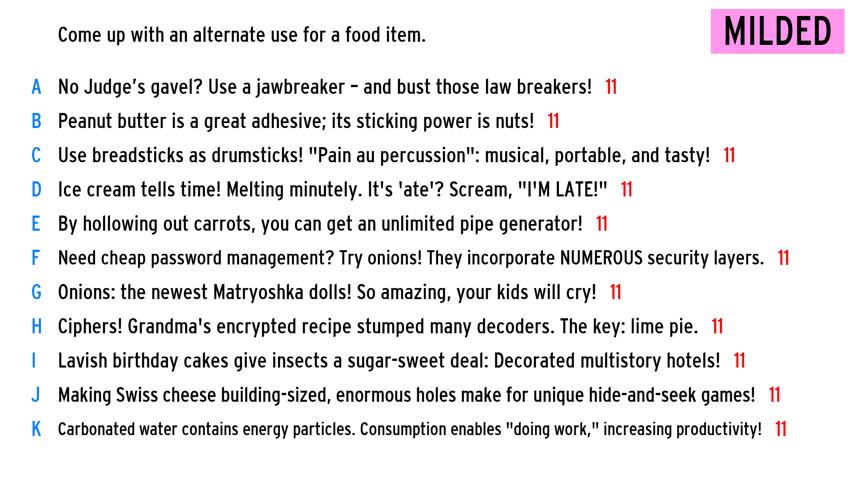 Come up with an alternate use for a food item.
MILDED
A No Judge's gavel? Use a jawbreaker – and bust those law breakers! 11
B Peanut butter is a great adhesive; its sticking power is nuts! 11
C Use breadsticks as drumsticks! "Pain au percussion": musical, portable, and tasty! 11
D Ice cream tells time! Melting minutely. It's 'ate'? Scream, "I'M LATE!" 11
E By hollowing out carrots, you can get an unlimited pipe generator! 11
F Need cheap password management? Try onions! They incorporate NUMEROUS security layers. 11
G Onions: the newest Matryoshka dolls! So amazing, your kids will cry! 11
H Ciphers! Grandma's encrypted recipe stumped many decoders. The key: lime pie. 11
I Lavish birthday cakes give insects a sugar-sweet deal: Decorated multistory hotels! 11
J Making Swiss cheese building-sized, enormous holes make for unique hide-and-seek games! 11
K Carbonated water contains energy particles. Consumption enables "doing work," increasing productivity! 11